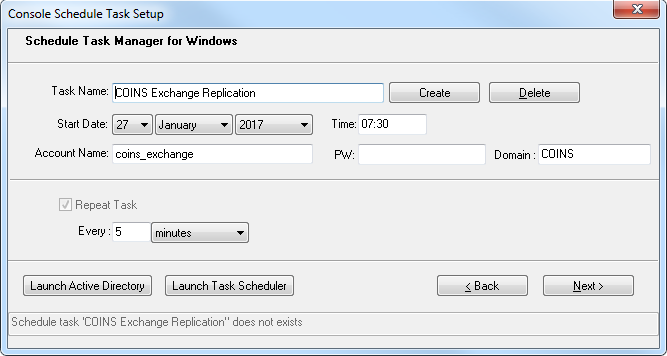 Console Schedule Task Setup
Schedule Task Manager for Windows
Task Name: COINS Exchange Replication Create Delete
Start Date: 27 January 2017 Time: 07:30
Account Name: coins_exchange PW: Domain : COINS
Repeat Task
Every : 5 minutes
Launch Active Directory Launch Task Scheduler < Back Next >
Schedule task "COINS Exchange Replication" does not exists